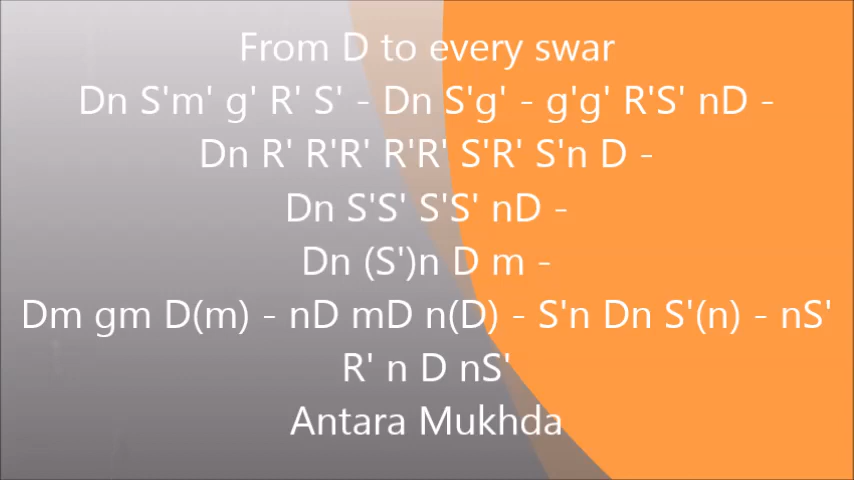 From D to every swar
Dn S'm' g' R' S' - Dn S'g' - g'g' R'S' nD -
Dn R' R'R' R'R' S'R' S'n D -
Dn S'S' S'S' nD -
Dn (S')n D m -
Dm gm D(m) - nD mD n(D) - S'n Dn S'(n) - nS'
R' n D nS'
Antara Mukhda